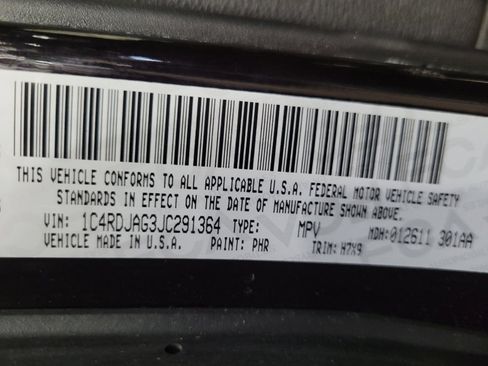 THIS VEHICLE CONFORMS TO ALL APPLICABLE U.S.A. FEDERAL MOTOR VEHICLE SAFETY
STANDARDS IN EFFECT ON THE DATE OF MANUFACTURE SHOWN ABOVE.
VIN: 1C4RDJAG3JC291364 TYPE: MPV MDH:012611 301AA
VEHICLE MADE IN U.S.A. PAINT: PHR TRIM: H7X9